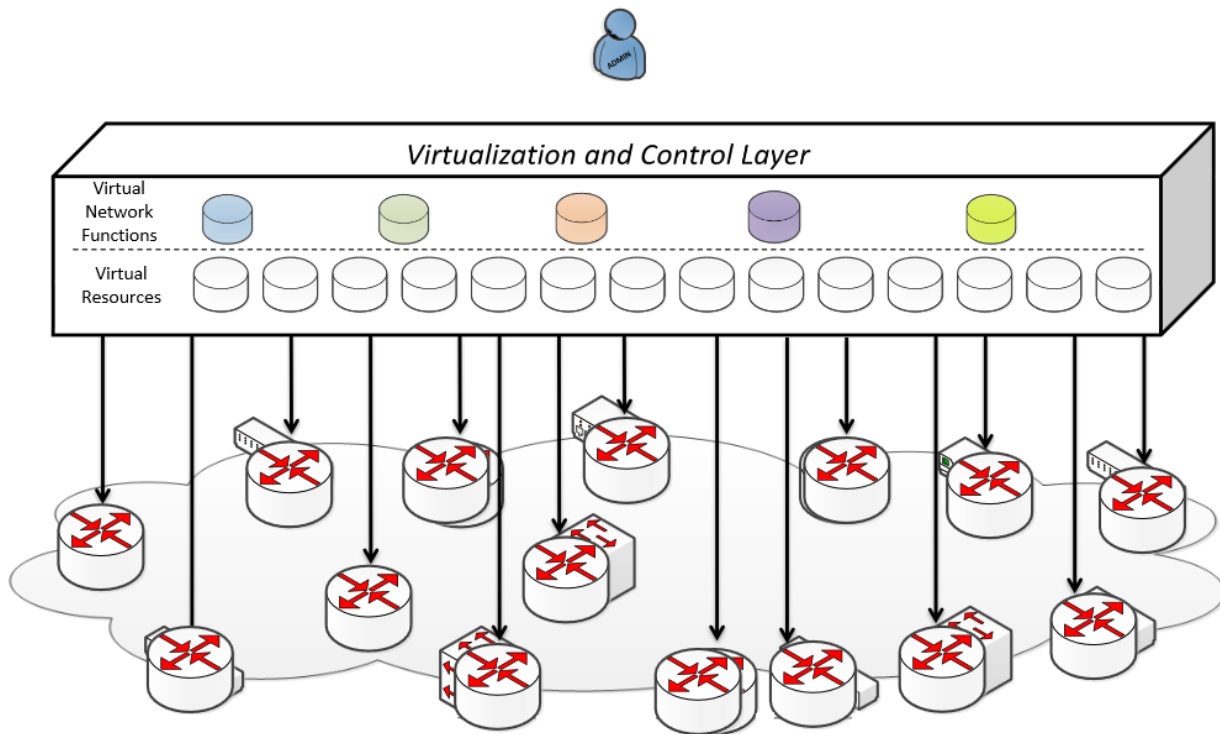 ADMIN
Virtualization and Control Layer
Virtual
Network
Functions
Virtual
Resources